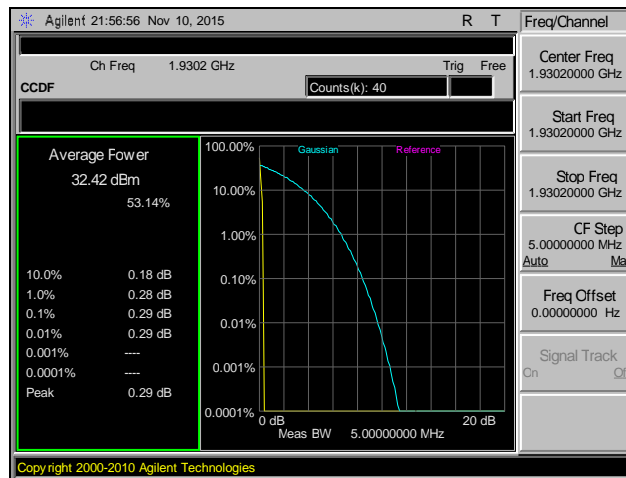 Agilent 21:56:56 Nov 10, 2015 R T
Freq/Channel
Ch Freq 1.9302 GHz Trig Free
CCDF Counts(k): 40
Average Fower
32.42 dBm
53.14%
10.0% 0.18 dB
1.0% 0.28 dB
0.1% 0.29 dB
0.01% 0.29 dB
0.001% ----
0.0001% ----
Peak 0.29 dB
Gaussian Reference
100.00%
10.00%
1.00%
0.10%
0.01%
0.001%
0.0001%
0 dB 20 dB
Meas BW 5.00000000 MHz
Center Freq
1.93020000 GHz
Start Freq
1.93020000 GHz
Stop Freq
1.93020000 GHz
CF Step
5.00000000 MHz
Auto Ma
Freq Offset
0.00000000 Hz
Signal Track
On Of
Copyright 2000-2010 Agilent Technologies